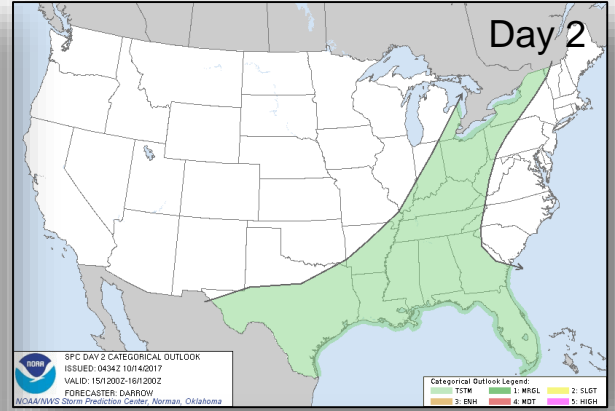 Day 2
NOAA
SPC DAY 2 CATEGORICAL OUTLOOK
ISSUED: 0434Z 10/14/2017
VALID: 15/1200Z-16/1200Z
FORECASTER: DARROW
NOAA/NWS Storm Prediction Center, Norman, Oklahoma
Categorical Outlook Legend:
TSTM 1: MRGL 2: SLGT
3: ENH 4: MDT 5: HIGH